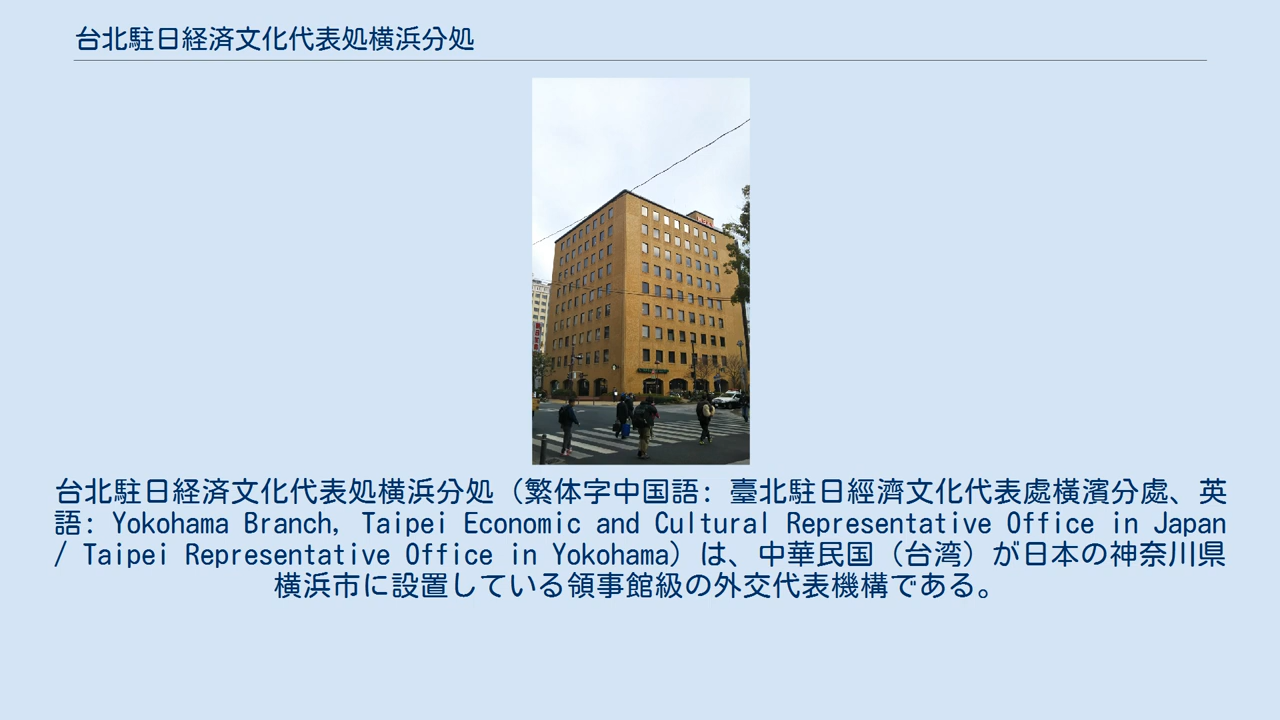 台北駐日経済文化代表処横浜分処
台北駐日経済文化代表処横浜分処（繁体字中国語: 臺北駐日經濟文化代表處橫濱分處、英
語: Yokohama Branch, Taipei Economic and Cultural Representative Office in Japan
/ Taipei Representative Office in Yokohama）は、中華民国（台湾）が日本の神奈川県
横浜市に設置している領事館級の外交代表機構である。